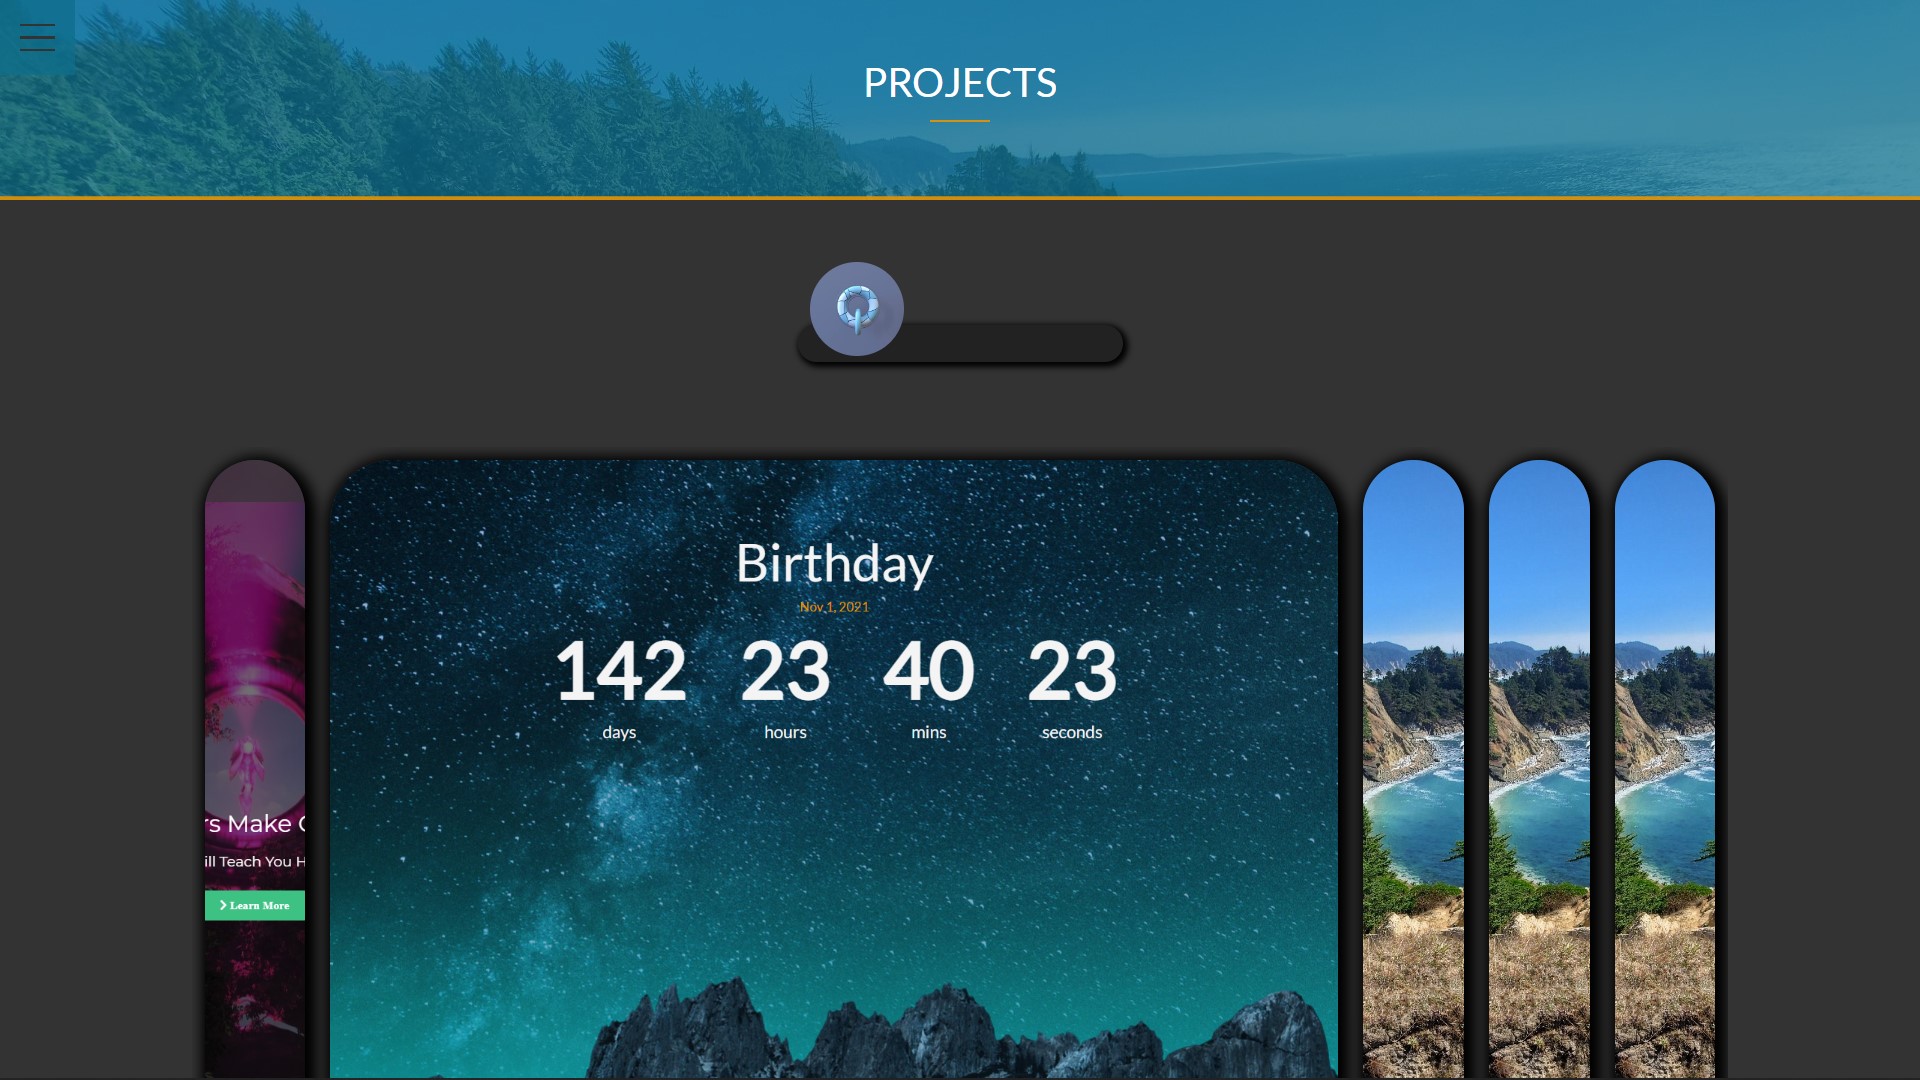 PROJECTS
Birthday
Nov 1, 2021
142 23 40 23
days hours mins seconds
rs Make
ill Teach You H
Learn More